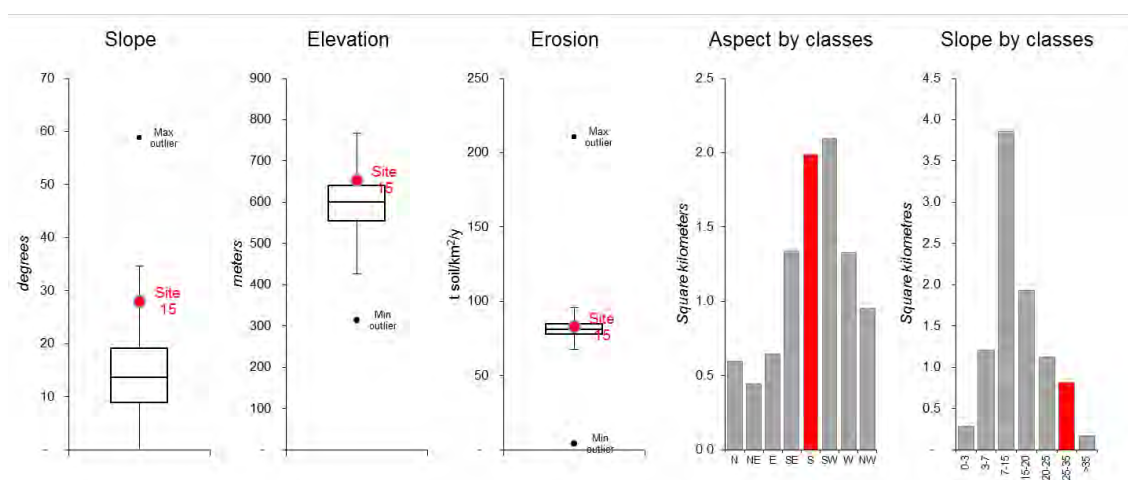 Slope
Elevation
Erosion
Aspect by classes
Slope by classes
degrees
70
60
50
40
30
20
10
-
Max
outlier
Site
15
meters
900
800
700
600
500
400
300
200
100
-
Site
15
Min
outlier
t soil/km²/y
250
200
150
100
50
-
Max
outlier
Site
15
Min
outlier
Square kilometers
2.5
2.0
1.5
1.0
0.5
0.0
N
NE
E
SE
S
SW
W
NW
Square kilometres
4.5
4.0
3.5
3.0
2.5
2.0
1.5
1.0
0.5
-
0-3
3-7
7-15
15-20
20-25
25-35
>35